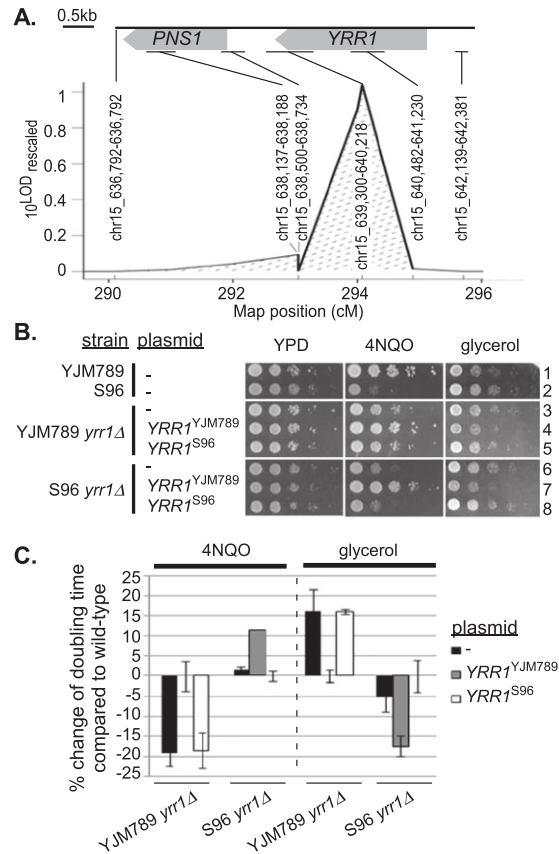 A.
0.5kb
PNS1
YRR1
chr15_636,792-636,792
chr15_638,137-638,188
chr15_638,500-638,734
chr15_639,300-640,218
chr15_640,482-641,230
chr15_642,139-642,381
10LOD rescaled
1
0.8
0.6
0.4
0.2
0
290
292
294
296
Map position (cM)
B.
strain plasmid
YPD 4NQO glycerol
YJM789 - 1
S96 - 2
- 3
YJM789 yrr1Δ YRR1YJM789 4
YRR1S96 5
- 6
S96 yrr1Δ YRR1YJM789 7
YRR1S96 8
C.
4NQO glycerol
% change of doubling time
compared to wild-type
25
20
15
10
5
0
-5
-10
-15
-20
-25
plasmid
-
YRR1YJM789
YRR1S96
YJM789 yrr1Δ
S96 yrr1Δ
YJM789 yrr1Δ
S96 yrr1Δ